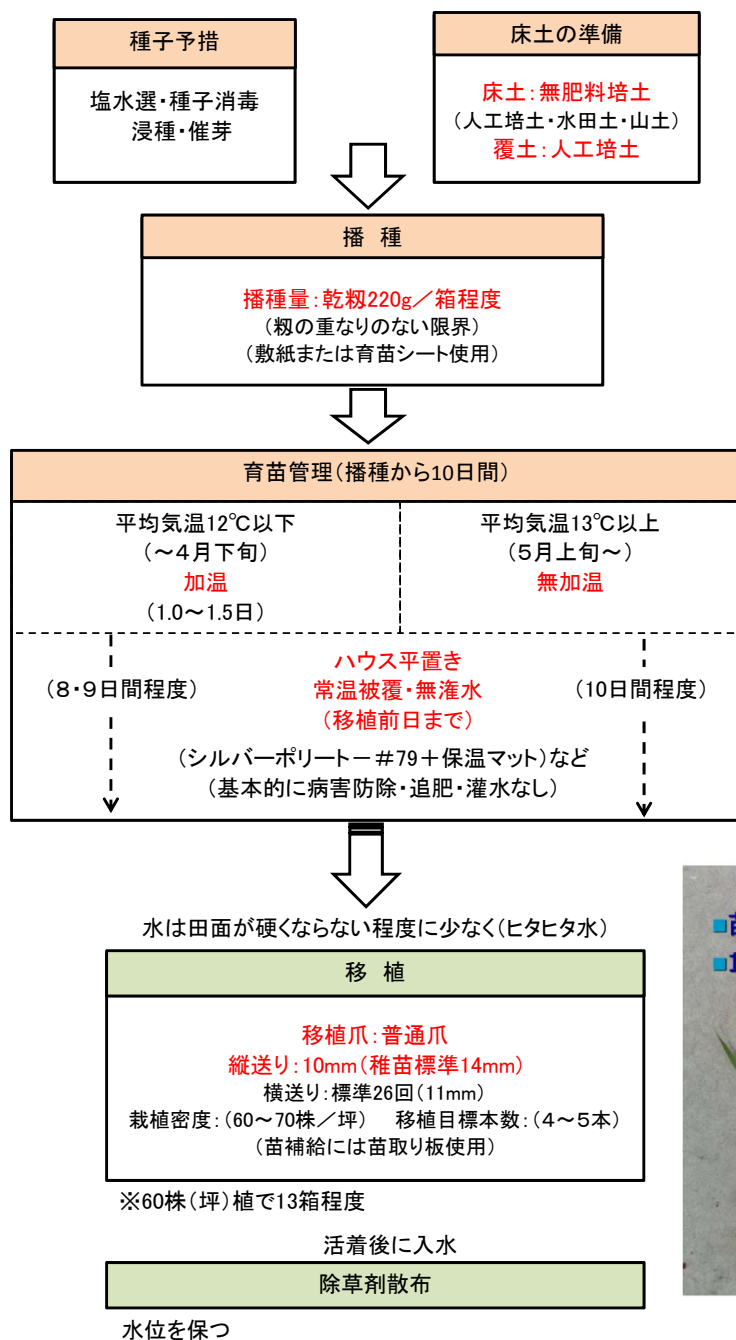 種子予措
塩水選・種子消毒
浸種・催芽
床土の準備
床土:無肥料培土
(人工培土・水田土・山土)
覆土:人工培土
播 種
播種量:乾籾220g/箱程度
(籾の重なりのない限界)
(敷紙または育苗シート使用)
育苗管理(播種から10日間)
平均気温12℃以下
(~4月下旬)
加温
(1.0~1.5日)
平均気温13℃以上
(5月上旬~)
無加温
(8・9日間程度)
ハウス平置き
常温被覆・無潅水
(移植前日まで)
(10日間程度)
(シルバーポリートー#79+保温マット)など
(基本的に病害防除・追肥・灌水なし)
水は田面が硬くならない程度に少なく(ヒタヒタ水)
移 植
移植爪:普通爪
縦送り:10mm(稚苗標準14mm)
横送り:標準26回(11mm)
栽植密度:(60~70株/坪) 移植目標本数:(4~5本)
(苗補給には苗取り板使用)
※60株(坪)植で13箱程度
活着後に入水
除草剤散布
水位を保つ